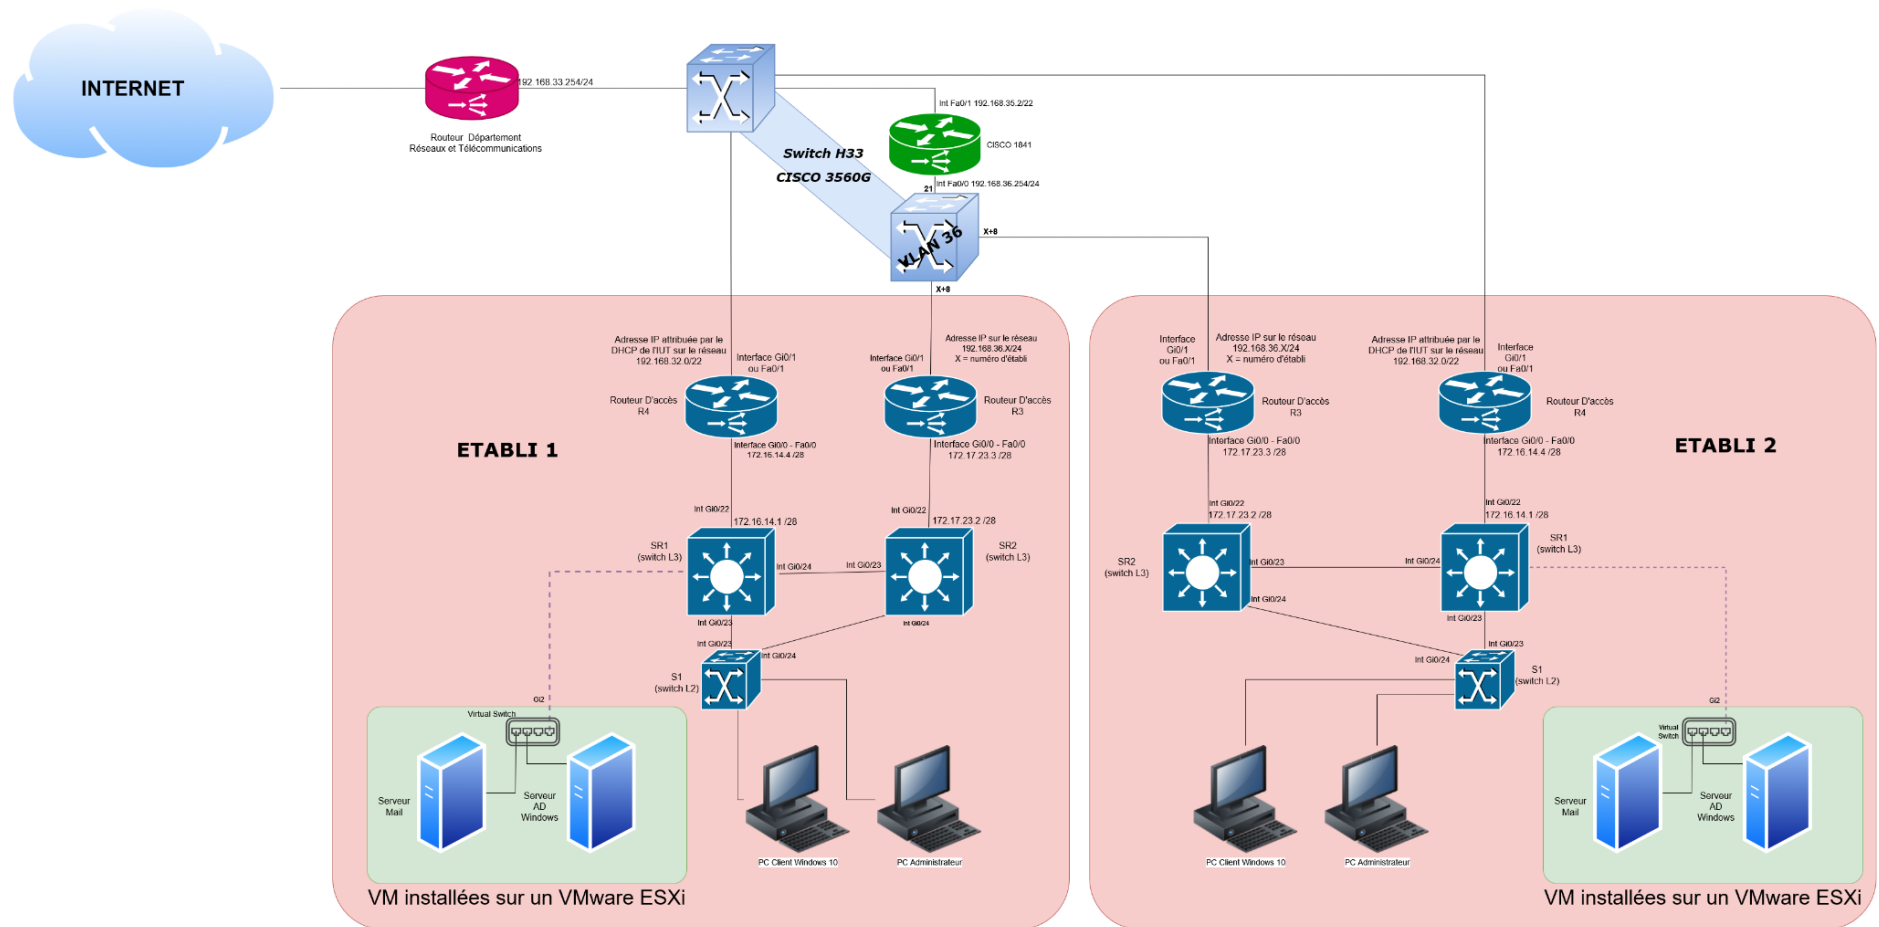 INTERNET
192.168.33.254/24
Routeur Département
Réseaux et Télécommunications
Switch H33
CISCO 3560G
Int Fa0/1 192.168.35.2/22
CISCO 1841
Int Fa0/0 192.168.36.254/24
21
VLAN 36
X+8
X+8
ETABLI 1
Adresse IP attribuée par le
DHCP de l'IUT sur le réseau
192.168.32.0/22
Interface Gi0/1
ou Fa0/1
Routeur D'accès
R4
Interface Gi0/0 - Fa0/0
172.16.14.4 /28
Adresse IP sur le réseau
192.168.36.X/24
X = numéro d'établi
Interface Gi0/1
ou Fa0/1
Routeur D'accès
R3
Interface Gi0/0 - Fa0/0
172.17.23.3 /28
Int Gi0/22
172.16.14.1 /28
SR1
(switch L3)
Int Gi0/24
Int Gi0/23
Int Gi0/22
172.17.23.2 /28
SR2
(switch L3)
Int Gi0/23
Int Gi0/24
Int Gi0/23
Int Gi0/24
S1
(switch L2)
Gi2
Virtual Switch
Serveur
Mail
Serveur
AD
Windows
PC Client Windows 10
PC Administrateur
VM installées sur un VMware ESXi
ETABLI 2
Interface
Gi0/1
ou Fa0/1
Adresse IP sur le réseau
192.168.36.X/24
X = numéro d'établi
Routeur D'accès
R3
Interface Gi0/0 - Fa0/0
172.17.23.3 /28
Adresse IP attribuée par le
DHCP de l'IUT sur le réseau
192.168.32.0/22
Interface
Gi0/1
ou Fa0/1
Routeur D'accès
R4
Interface Gi0/0 - Fa0/0
172.16.14.4 /28
Int Gi0/22
172.17.23.2 /28
SR2
(switch L3)
Int Gi0/23
Int Gi0/24
Int Gi0/22
172.16.14.1 /28
SR1
(switch L3)
Int Gi0/24
Int Gi0/23
Int Gi0/23
Int Gi0/24
S1
(switch L2)
Gi2
Virtual
Switch
Serveur
Mail
Serveur
AD
Windows
PC Client Windows 10
PC Administrateur
VM installées sur un VMware ESXi